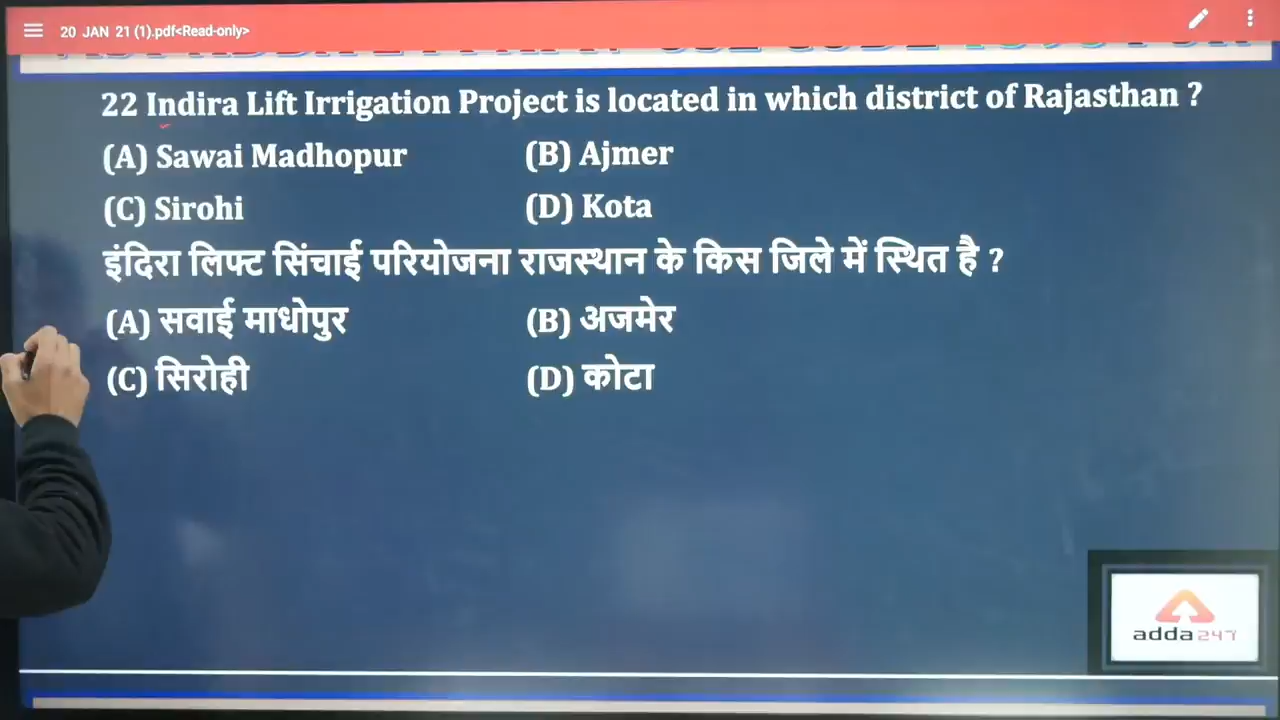 20 JAN 21 (1).pdf<Read-only>
22 Indira Lift Irrigation Project is located in which district of Rajasthan ?
(A) Sawai Madhopur (B) Ajmer
(C) Sirohi (D) Kota
इंदिरा लिफ्ट सिंचाई परियोजना राजस्थान के किस जिले में स्थित है ?
(A) सवाई माधोपुर (B) अजमेर
(C) सिरोही (D) कोटा
adda247